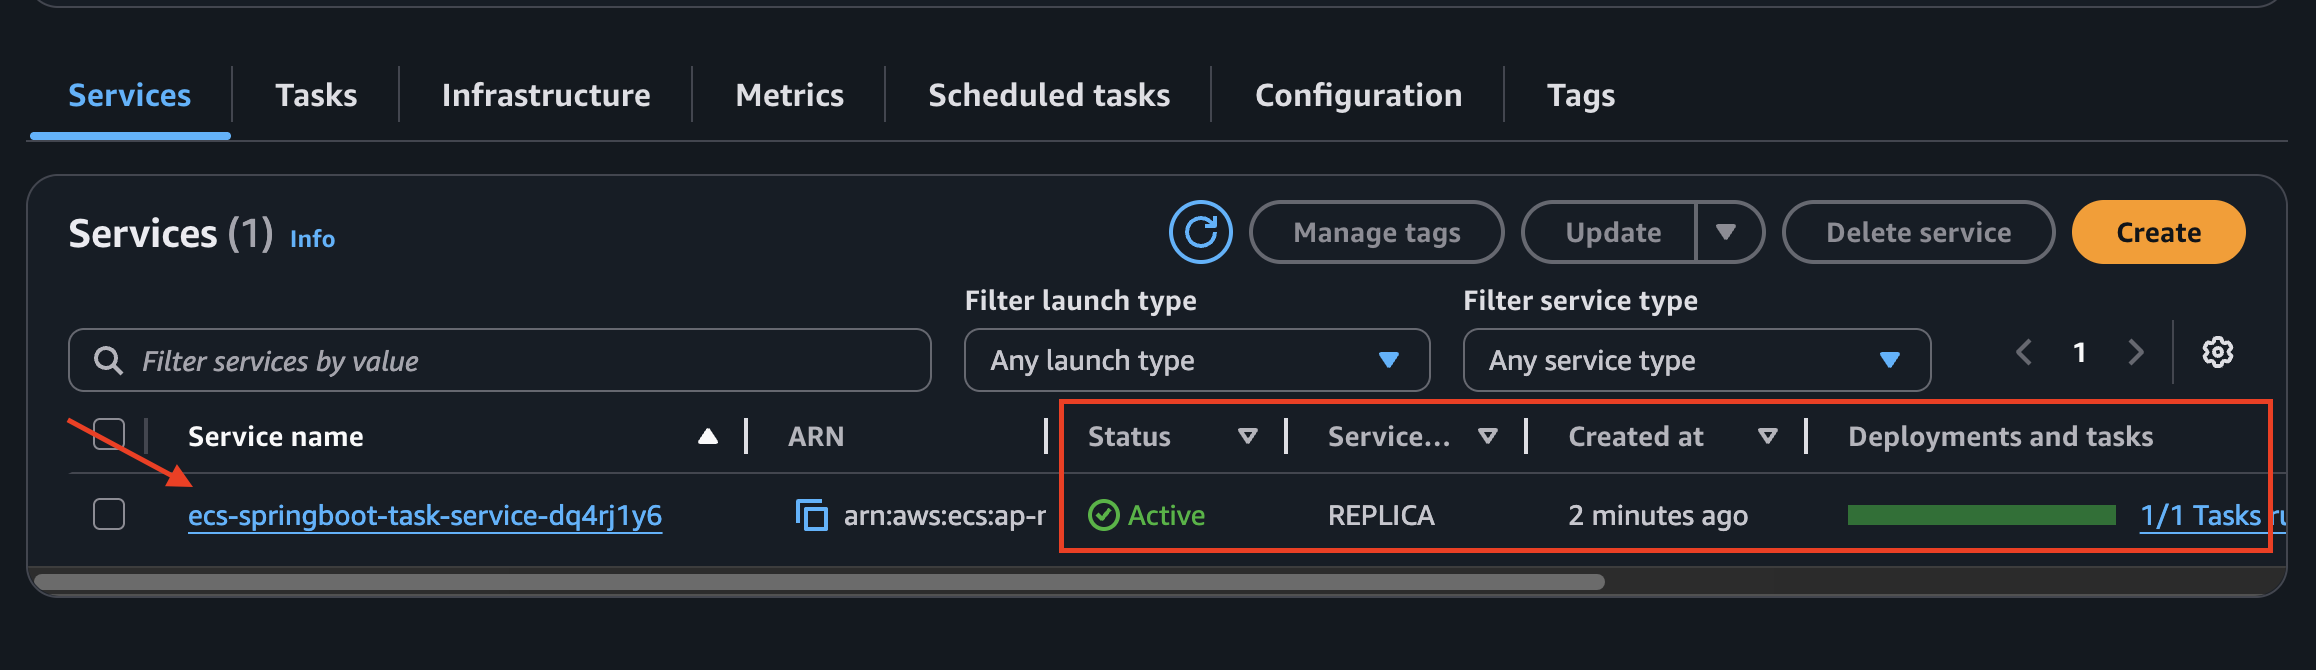 Services Tasks Infrastructure Metrics Scheduled tasks Configuration Tags
Services (1) Info Manage tags Update Delete service Create
Filter launch type Filter service type
Filter services by value Any launch type Any service type 1
Service name ARN Status Service... Created at Deployments and tasks
ecs-springboot-task-service-dq4rj1y6 arn:aws:ecs:ap-r Active REPLICA 2 minutes ago 1/1 Tasks ru